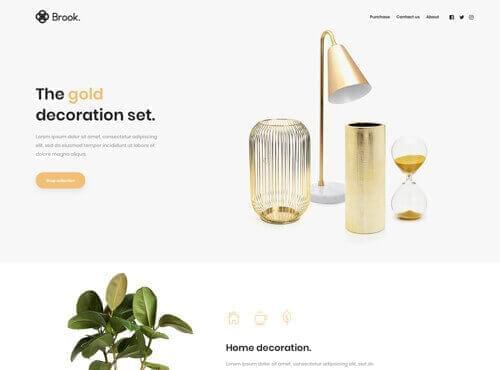 Brook.
Purchase Contact us About
The gold
decoration set.
Lorem ipsum dolor sit amet, consectetur adipiscing
elit, sed do eiusmod tempor incididunt ut labore et
dolore magna aliqua.
Shop collection
Home decoration.
Lorem ipsum dolor sit amet, consectetur adipiscing elit, sed do